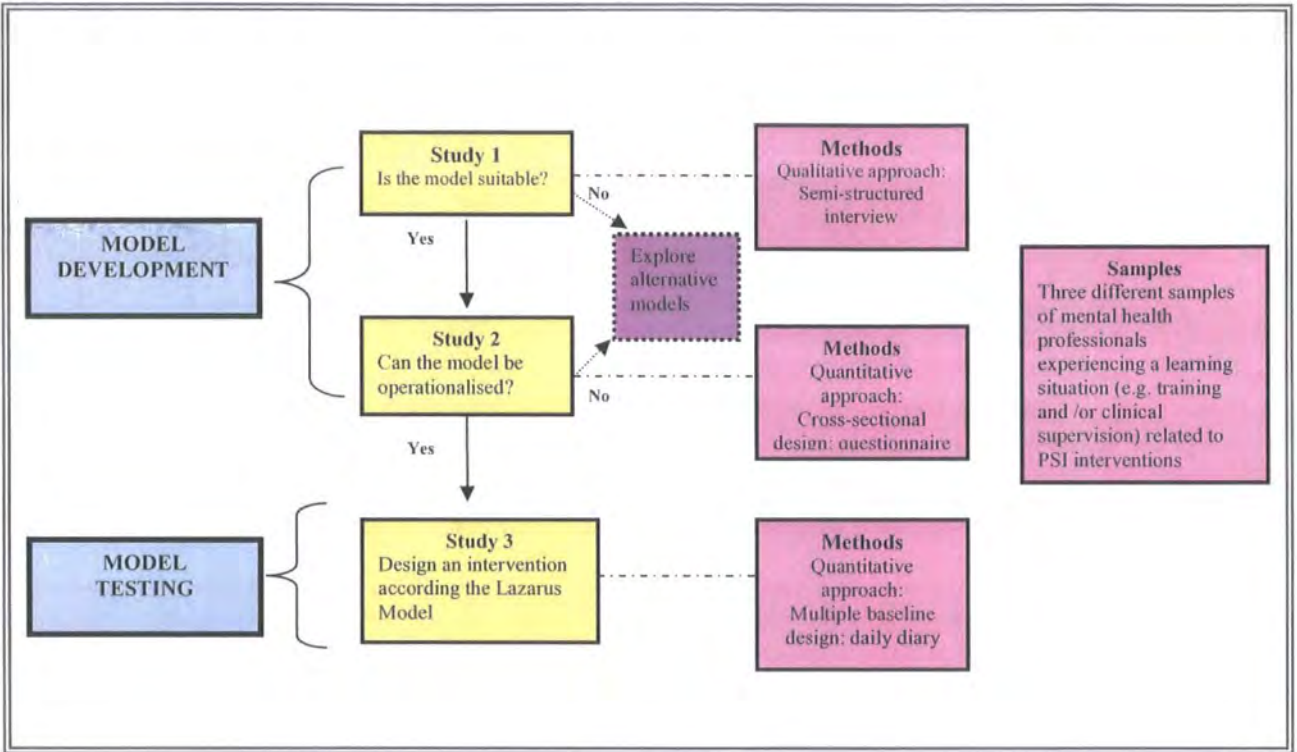 MODEL
DEVELOPMENT
Study 1
Is the model suitable?
No
Yes
Methods
Qualitative approach:
Semi-structured
interview
Explore
alternative
models
Study 2
Can the model be
operationalised?
No
Yes
Methods
Quantitative
approach:
Cross-sectional
design: questionnaire
Samples
Three different samples
of mental health
professionals
experiencing a learning
situation (e.g. training
and /or clinical
supervision) related to
PSI interventions
MODEL
TESTING
Study 3
Design an intervention
according the Lazarus
Model
Methods
Quantitative
approach:
Multiple baseline
design: daily diary